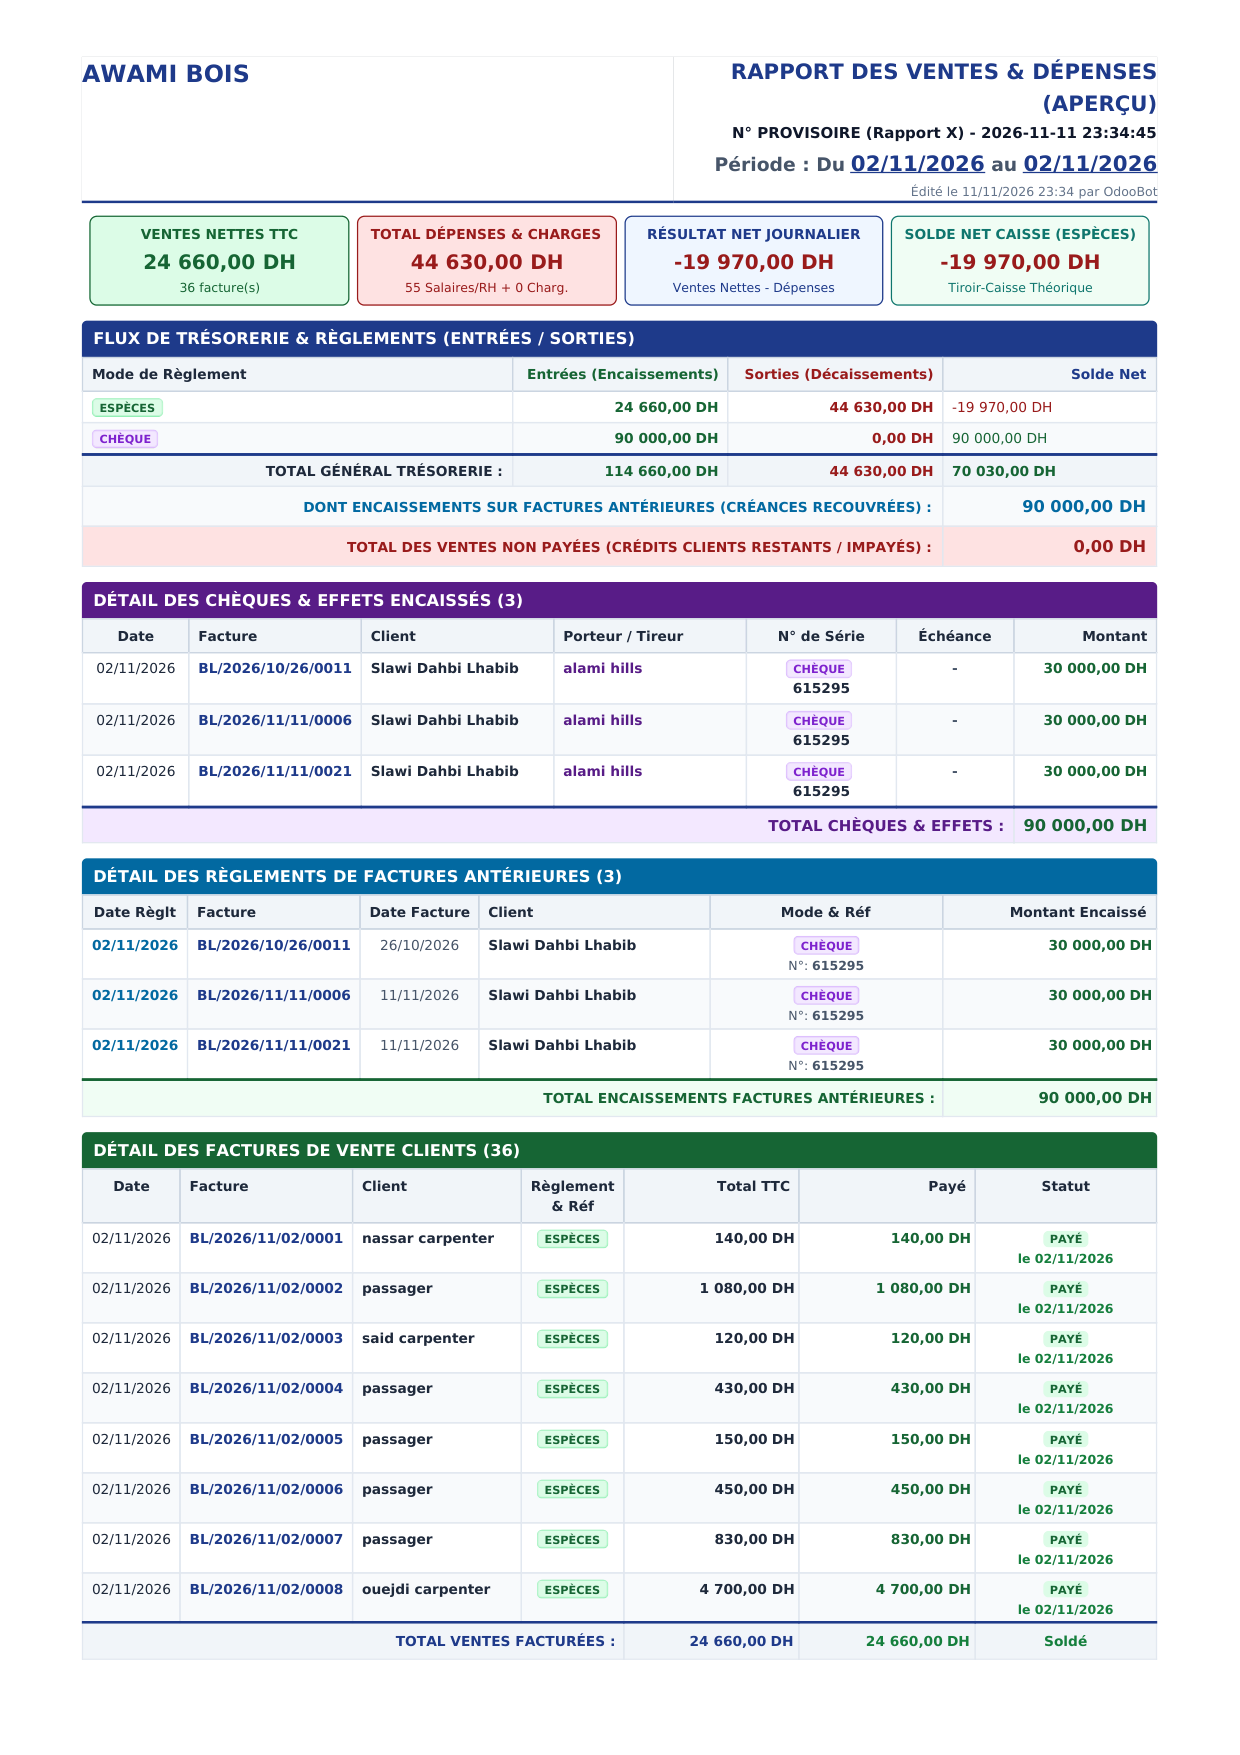 AWAMI BOIS
RAPPORT DES VENTES & DÉPENSES
(APERÇU)
N° PROVISOIRE (Rapport X) - 2026-11-11 23:34:45
Période : Du 02/11/2026 au 02/11/2026
Édité le 11/11/2026 23:34 par OdooBot
VENTES NETTES TTC
24 660,00 DH
36 facture(s)
TOTAL DÉPENSES & CHARGES
44 630,00 DH
55 Salaires/RH + 0 Charg.
RÉSULTAT NET JOURNALIER
-19 970,00 DH
Ventes Nettes - Dépenses
SOLDE NET CAISSE (ESPÈCES)
-19 970,00 DH
Tiroir-Caisse Théorique
FLUX DE TRÉSORERIE & RÈGLEMENTS (ENTRÉES / SORTIES)
Mode de Règlement Entrées (Encaissements) Sorties (Décaissements) Solde Net
ESPÈCES 24 660,00 DH 44 630,00 DH -19 970,00 DH
CHÈQUE 90 000,00 DH 0,00 DH 90 000,00 DH
TOTAL GÉNÉRAL TRÉSORERIE : 114 660,00 DH 44 630,00 DH 70 030,00 DH
DONT ENCAISSEMENTS SUR FACTURES ANTÉRIEURES (CRÉANCES RECOUVRÉES) : 90 000,00 DH
TOTAL DES VENTES NON PAYÉES (CRÉDITS CLIENTS RESTANTS / IMPAYÉS) : 0,00 DH
DÉTAIL DES CHÈQUES & EFFETS ENCAISSÉS (3)
Date Facture Client Porteur / Tireur N° de Série Échéance Montant
02/11/2026 BL/2026/10/26/0011 Slawi Dahbi Lhabib alami hills CHÈQUE - 30 000,00 DH
615295
02/11/2026 BL/2026/11/11/0006 Slawi Dahbi Lhabib alami hills CHÈQUE - 30 000,00 DH
615295
02/11/2026 BL/2026/11/11/0021 Slawi Dahbi Lhabib alami hills CHÈQUE - 30 000,00 DH
615295
TOTAL CHÈQUES & EFFETS : 90 000,00 DH
DÉTAIL DES RÈGLEMENTS DE FACTURES ANTÉRIEURES (3)
Date Règlt Facture Date Facture Client Mode & Réf Montant Encaissé
02/11/2026 BL/2026/10/26/0011 26/10/2026 Slawi Dahbi Lhabib CHÈQUE 30 000,00 DH
N°: 615295
02/11/2026 BL/2026/11/11/0006 11/11/2026 Slawi Dahbi Lhabib CHÈQUE 30 000,00 DH
N°: 615295
02/11/2026 BL/2026/11/11/0021 11/11/2026 Slawi Dahbi Lhabib CHÈQUE 30 000,00 DH
N°: 615295
TOTAL ENCAISSEMENTS FACTURES ANTÉRIEURES : 90 000,00 DH
DÉTAIL DES FACTURES DE VENTE CLIENTS (36)
Date Facture Client Règlement Total TTC Payé Statut
& Réf
02/11/2026 BL/2026/11/02/0001 nassar carpenter ESPÈCES 140,00 DH 140,00 DH PAYÉ
le 02/11/2026
02/11/2026 BL/2026/11/02/0002 passager ESPÈCES 1 080,00 DH 1 080,00 DH PAYÉ
le 02/11/2026
02/11/2026 BL/2026/11/02/0003 said carpenter ESPÈCES 120,00 DH 120,00 DH PAYÉ
le 02/11/2026
02/11/2026 BL/2026/11/02/0004 passager ESPÈCES 430,00 DH 430,00 DH PAYÉ
le 02/11/2026
02/11/2026 BL/2026/11/02/0005 passager ESPÈCES 150,00 DH 150,00 DH PAYÉ
le 02/11/2026
02/11/2026 BL/2026/11/02/0006 passager ESPÈCES 450,00 DH 450,00 DH PAYÉ
le 02/11/2026
02/11/2026 BL/2026/11/02/0007 passager ESPÈCES 830,00 DH 830,00 DH PAYÉ
le 02/11/2026
02/11/2026 BL/2026/11/02/0008 ouejdi carpenter ESPÈCES 4 700,00 DH 4 700,00 DH PAYÉ
le 02/11/2026
TOTAL VENTES FACTURÉES : 24 660,00 DH 24 660,00 DH Soldé